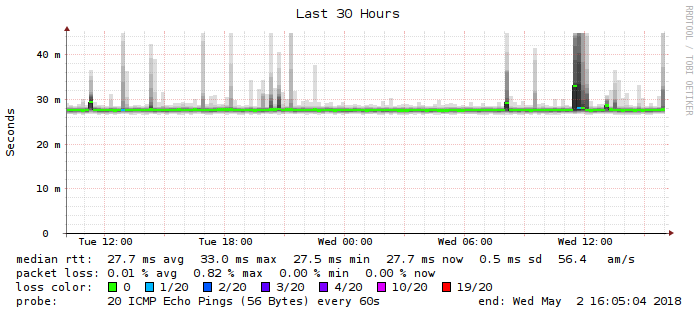 Last 30 Hours
RRDTOOL / TOBI OETIKER
Seconds
40 m
30 m
20 m
10 m
0
Tue 12:00 Tue 18:00 Wed 00:00 Wed 06:00 Wed 12:00
median rtt: 27.7 ms avg 33.0 ms max 27.5 ms min 27.7 ms now 0.5 ms sd 56.4 am/s
packet loss: 0.01 % avg 0.82 % max 0.00 % min 0.00 % now
loss color: 0 1/20 2/20 3/20 4/20 10/20 19/20
probe: 20 ICMP Echo Pings (56 Bytes) every 60s end: Wed May 2 16:05:04 2018